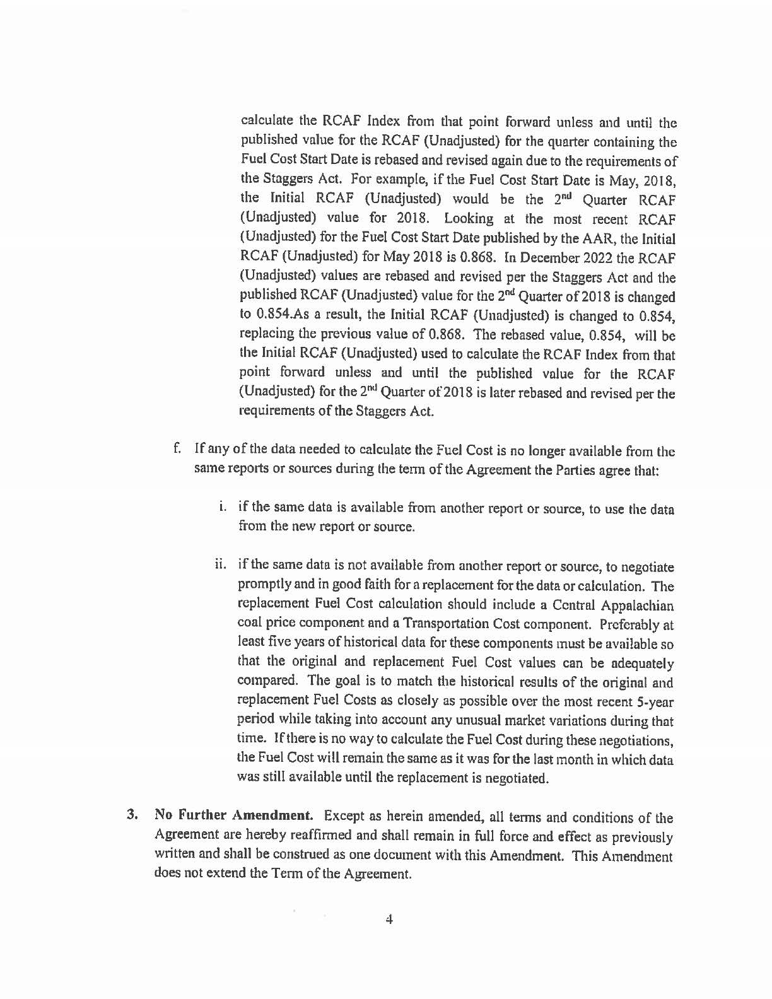 calculate the RCAF Index from that point forward unless and until the
published value for the RCAF (Unadjusted) for the quarter containing the
Fuel Cost Start Date is rebased and revised again due to the requirements of
the Staggers Act. For example, if the Fuel Cost Start Date is May, 2018,
the Initial RCAF (Unadjusted) would be the 2nd Quarter RCAF
(Unadjusted) value for 2018. Looking at the most recent RCAF
(Unadjusted) for the Fuel Cost Start Date published by the AAR, the Initial
RCAF (Unadjusted) for May 2018 is 0.868. In December 2022 the RCAF
(Unadjusted) values are rebased and revised per the Staggers Act and the
published RCAF (Unadjusted) value for the 2nd Quarter of 2018 is changed
to 0.854.As a result, the Initial RCAF (Unadjusted) is changed to 0.854,
replacing the previous value of 0.868. The rebased value, 0.854, will be
the Initial RCAF (Unadjusted) used to calculate the RCAF Index from that
point forward unless and until the published value for the RCAF
(Unadjusted) for the 2nd Quarter of 2018 is later rebased and revised per the
requirements of the Staggers Act.
f. If any of the data needed to calculate the Fuel Cost is no longer available from the
same reports or sources during the term of the Agreement the Parties agree that:
i. if the same data is available from another report or source, to use the data
from the new report or source.
ii. if the same data is not available from another report or source, to negotiate
promptly and in good faith for a replacement for the data or calculation. The
replacement Fuel Cost calculation should include a Central Appalachian
coal price component and a Transportation Cost component. Preferably at
least five years of historical data for these components must be available so
that the original and replacement Fuel Cost values can be adequately
compared. The goal is to match the historical results of the original and
replacement Fuel Costs as closely as possible over the most recent 5-year
period while taking into account any unusual market variations during that
time. If there is no way to calculate the Fuel Cost during these negotiations,
the Fuel Cost will remain the same as it was for the last month in which data
was still available until the replacement is negotiated.
3. No Further Amendment. Except as herein amended, all terms and conditions of the
Agreement are hereby reaffirmed and shall remain in full force and effect as previously
written and shall be construed as one document with this Amendment. This Amendment
does not extend the Term of the Agreement.
4